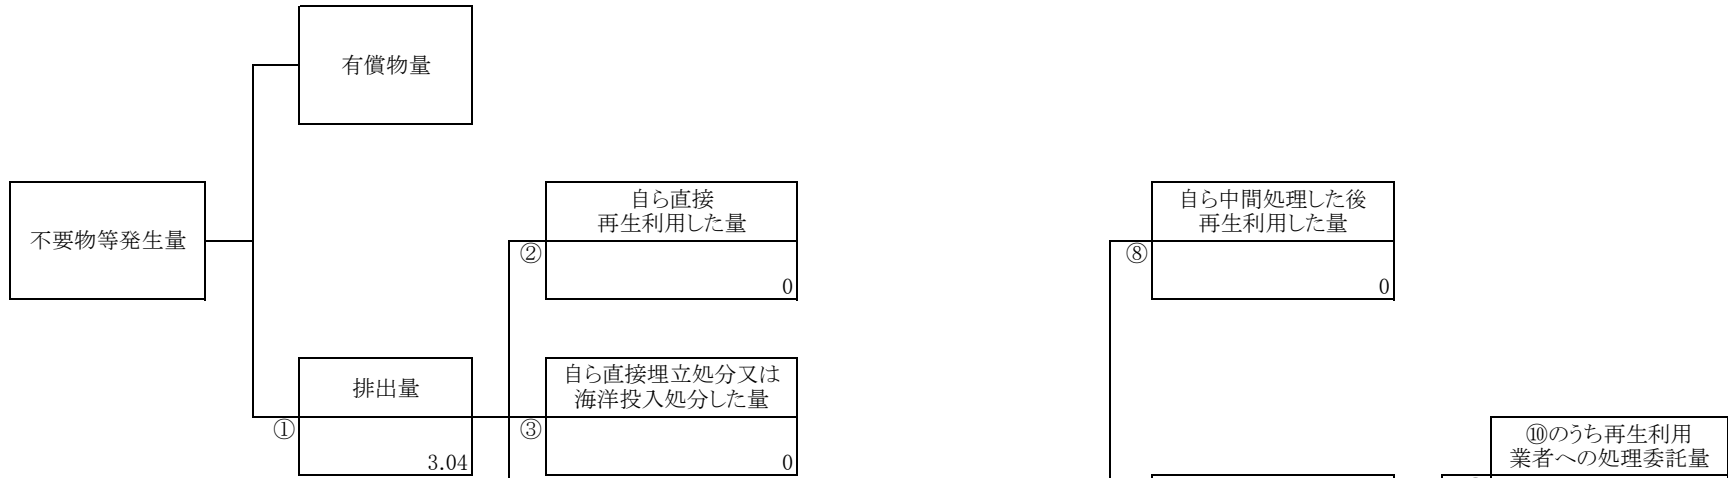 有償物量
不要物等発生量
自ら直接
再生利用した量
②
0
自ら中間処理した後
再生利用した量
⑧
0
排出量
①
3.04
自ら直接埋立処分又は
海洋投入処分した量
③
0
⑩のうち再生利用
業者への処理委託量